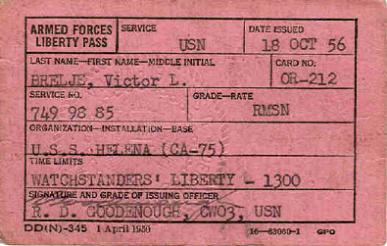 ARMED FORCES LIBERTY PASS
SERVICE
USN
DATE ISSUED
18 OCT 56
LAST NAME—FIRST NAME—MIDDLE INITIAL
BRELJE, Victor L.
CARD NO.
OR-212
SERVICE NO.
749 98 85
GRADE—RATE
RMSN
ORGANIZATION—INSTALLATION—BASE
U.S.S. HELENA (CA-75)
TIME LIMITS
WATCHSTANDERS' LIBERTY - 1300
SIGNATURE AND GRADE OF ISSUING OFFICER
R. D. GOODENOUGH, CWO3, USN
DD(N)-345 1 April 1950
16—63060-1 GPO